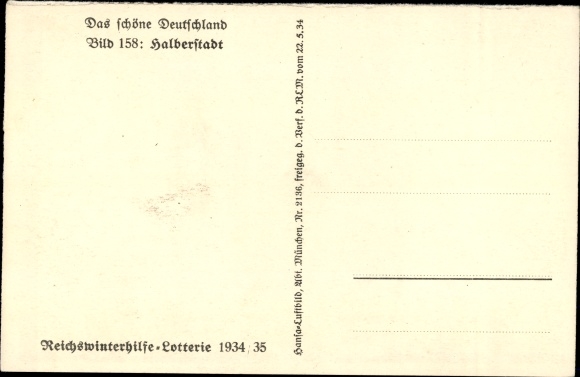 Das schöne Deutschland
Bild 158: Halberstadt
Hansa-Luftbild, Abt. München, Nr. 2136, freigeg. d. Verf. d. RLM. vom 22. 5. 34
Reichswinterhilfe-Lotterie 1934/35